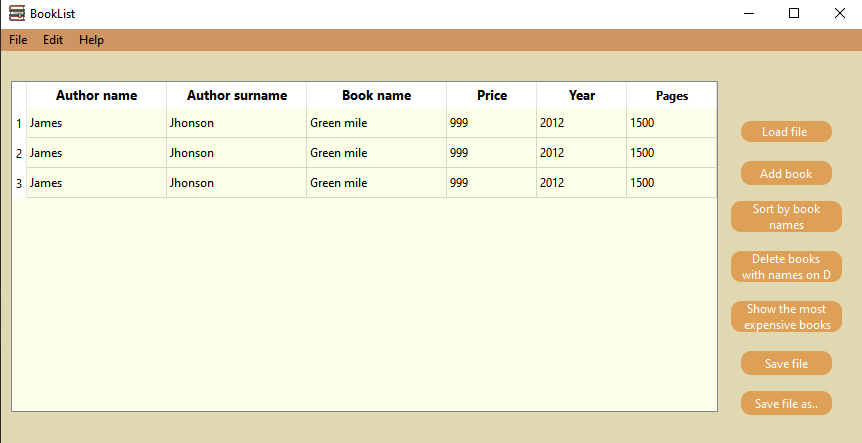 BookList
File Edit Help
Author name Author surname Book name Price Year Pages
1 James Jhonson Green mile 999 2012 1500
2 James Jhonson Green mile 999 2012 1500
3 James Jhonson Green mile 999 2012 1500
Load file
Add book
Sort by book
names
Delete books
with names on D
Show the most
expensive books
Save file
Save file as..